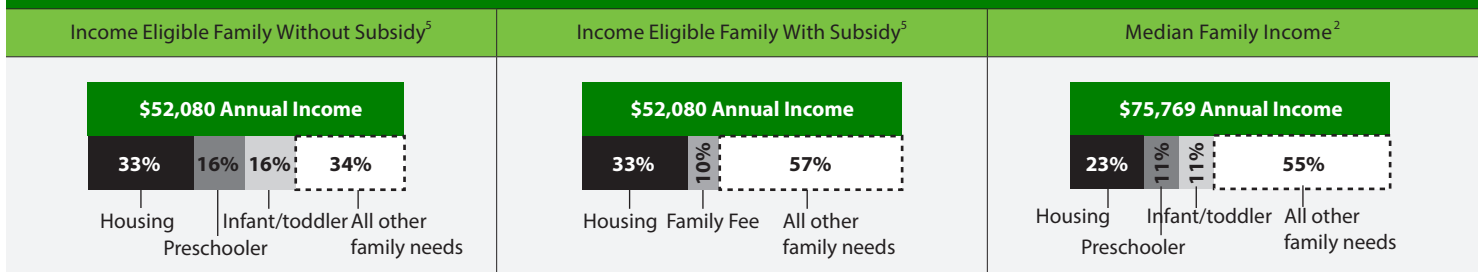 Income Eligible Family Without Subsidy5
Income Eligible Family With Subsidy5
Median Family Income2
$52,080 Annual Income
33% 16% 16% 34%
Housing Infant/toddler All other
Preschooler family needs
$52,080 Annual Income
33% 10% 57%
Housing Family Fee All other
family needs
$75,769 Annual Income
23% 11% 11% 55%
Housing Infant/toddler All other
Preschooler family needs